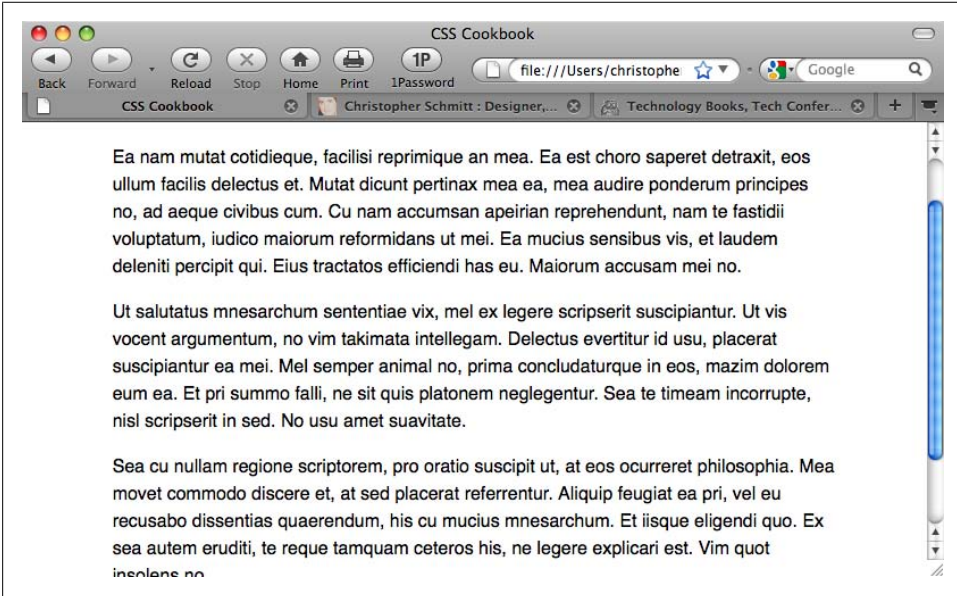 CSS Cookbook
Back Forward Reload Stop Home Print 1Password
1P
file:///Users/christophe
Google
CSS Cookbook
Christopher Schmitt : Designer,...
Technology Books, Tech Confer...
Ea nam mutat cotidieque, facilisi reprimique an mea. Ea est choro saperet detraxit, eos
ullum facilis delectus et. Mutat dicunt pertinax mea ea, mea audire ponderum principes
no, ad aeque civibus cum. Cu nam accumsan apeirian reprehendunt, nam te fastidii
voluptatum, iudico maiorum reformidans ut mei. Ea mucius sensibus vis, et laudem
deleniti percipit qui. Eius tractatos efficiendi has eu. Maiorum accusam mei no.
Ut salutatus mnesarchum sententiae vix, mel ex legere scripserit suscipiantur. Ut vis
vocent argumentum, no vim takimata intellegam. Delectus evertitur id usu, placerat
suscipiantur ea mei. Mel semper animal no, prima concludaturque in eos, mazim dolorem
eum ea. Et pri summo falli, ne sit quis platonem neglegentur. Sea te timeam incorrupte,
nisl scripserit in sed. No usu amet suavitate.
Sea cu nullam regione scriptorem, pro oratio suscipit ut, at eos ocurreret philosophia. Mea
movet commodo discere et, at sed placerat referrentur. Aliquip feugiat ea pri, vel eu
recusabo dissentias quaerendum, his cu mucius mnesarchum. Et iisque eligendi quo. Ex
sea autem eruditi, te reque tamquam ceteros his, ne legere explicari est. Vim quot
insolens no